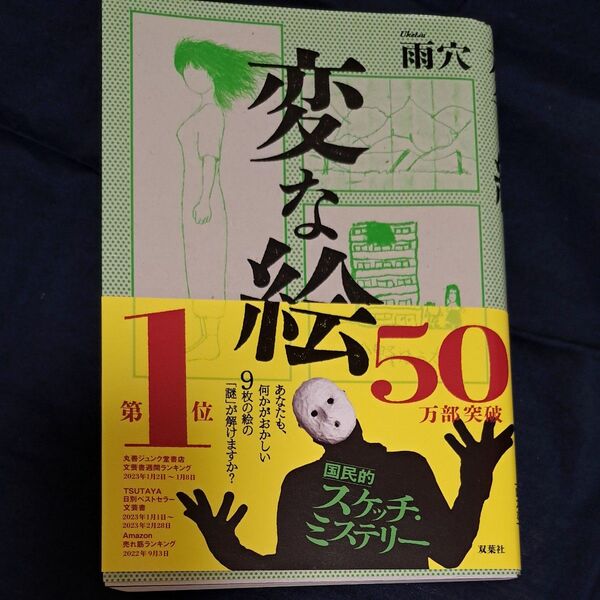 Uketsu
雨穴
変な絵
50
万部突破
第1位
あなたも、
何かがおかしい
9枚の絵の
「謎」が解けますか?
丸善ジュンク堂書店
文芸書週間ランキング
2023年1月2日～1月8日
TSUTAYA
日別ベストセラー
文芸書
2023年1月1日～
2023年2月28日
Amazon
売れ筋ランキング
2022年9月3日
国民的
スケッチ・
ミステリー
双葉社